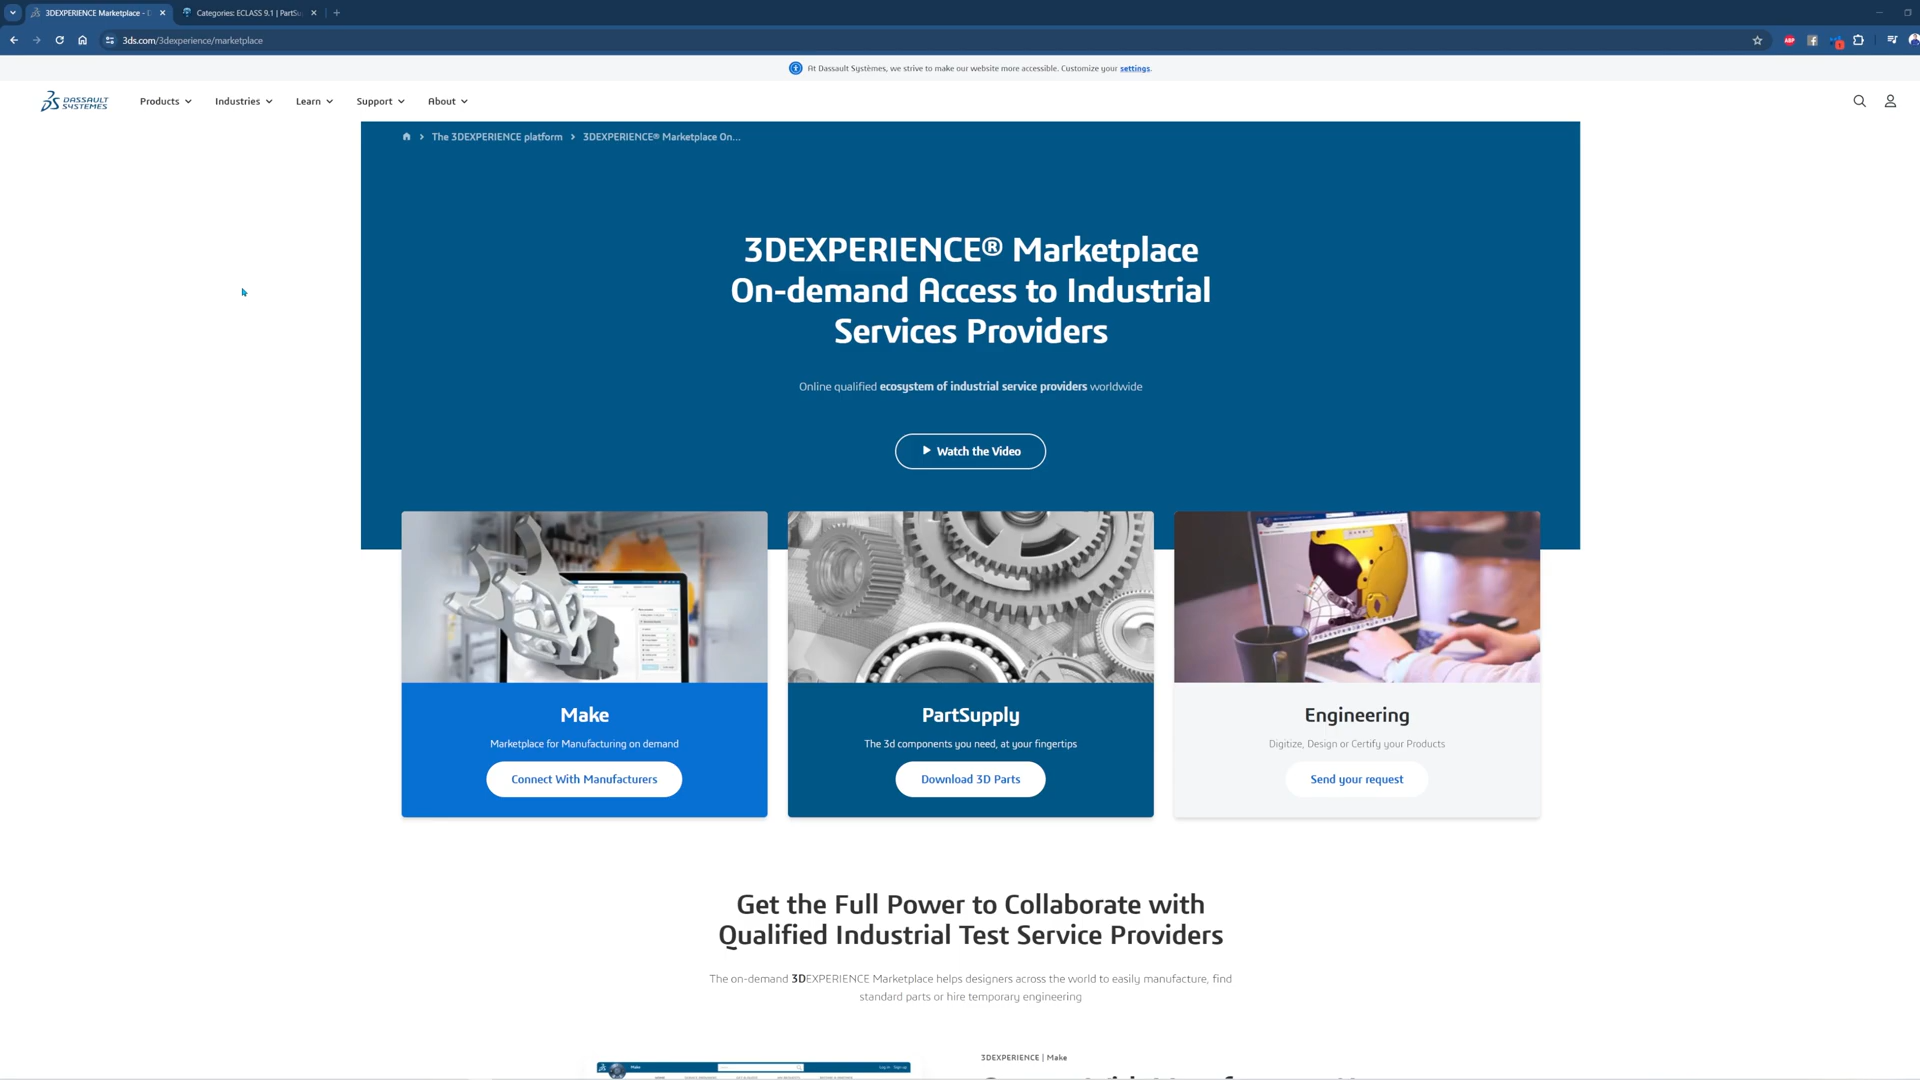 3DEXPERIENCE Marketplace - D
Categories: ECLASS 9.1 | PartSu
3ds.com/3dexperience/marketplace
At Dassault Systèmes, we strive to make our website more accessible. Customize your settings.
DASSAULT SYSTEMES
Products
Industries
Learn
Support
About
The 3DEXPERIENCE platform
3DEXPERIENCE® Marketplace On...
3DEXPERIENCE® Marketplace
On-demand Access to Industrial
Services Providers
Online qualified ecosystem of industrial service providers worldwide
Watch the Video
Make
Marketplace for Manufacturing on demand
Connect With Manufacturers
PartSupply
The 3d components you need, at your fingertips
Download 3D Parts
Engineering
Digitize, Design or Certify your Products
Send your request
Get the Full Power to Collaborate with
Qualified Industrial Test Service Providers
The on-demand 3DEXPERIENCE Marketplace helps designers across the world to easily manufacture, find
standard parts or hire temporary engineering
3DEXPERIENCE | Make